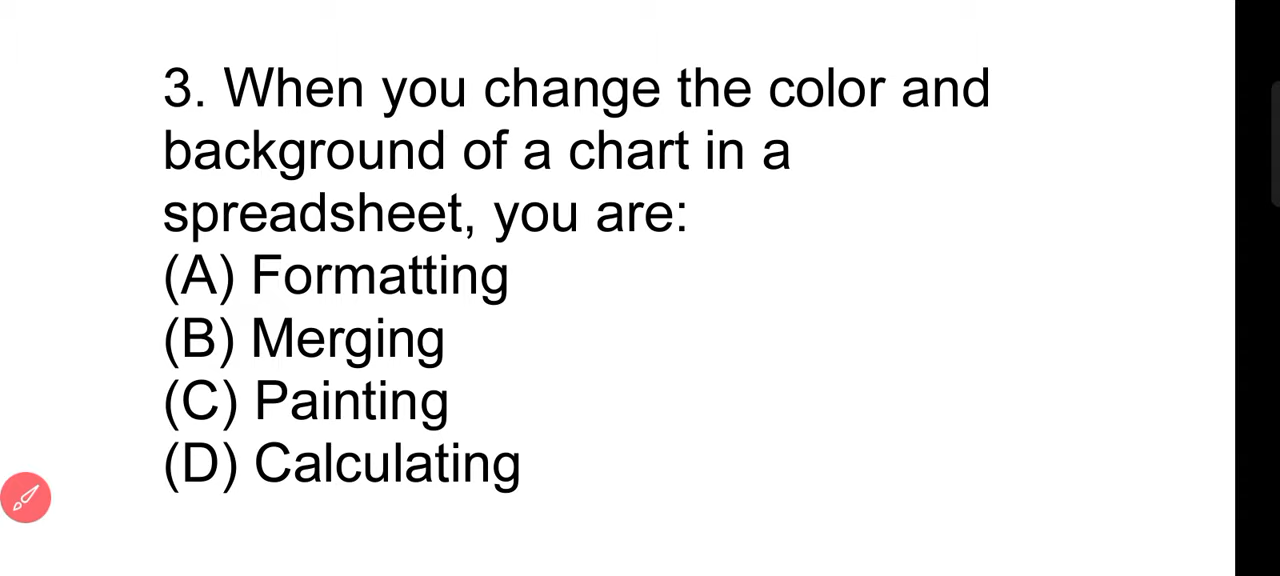 3. When you change the color and
background of a chart in a
spreadsheet, you are:
(A) Formatting
(B) Merging
(C) Painting
(D) Calculating